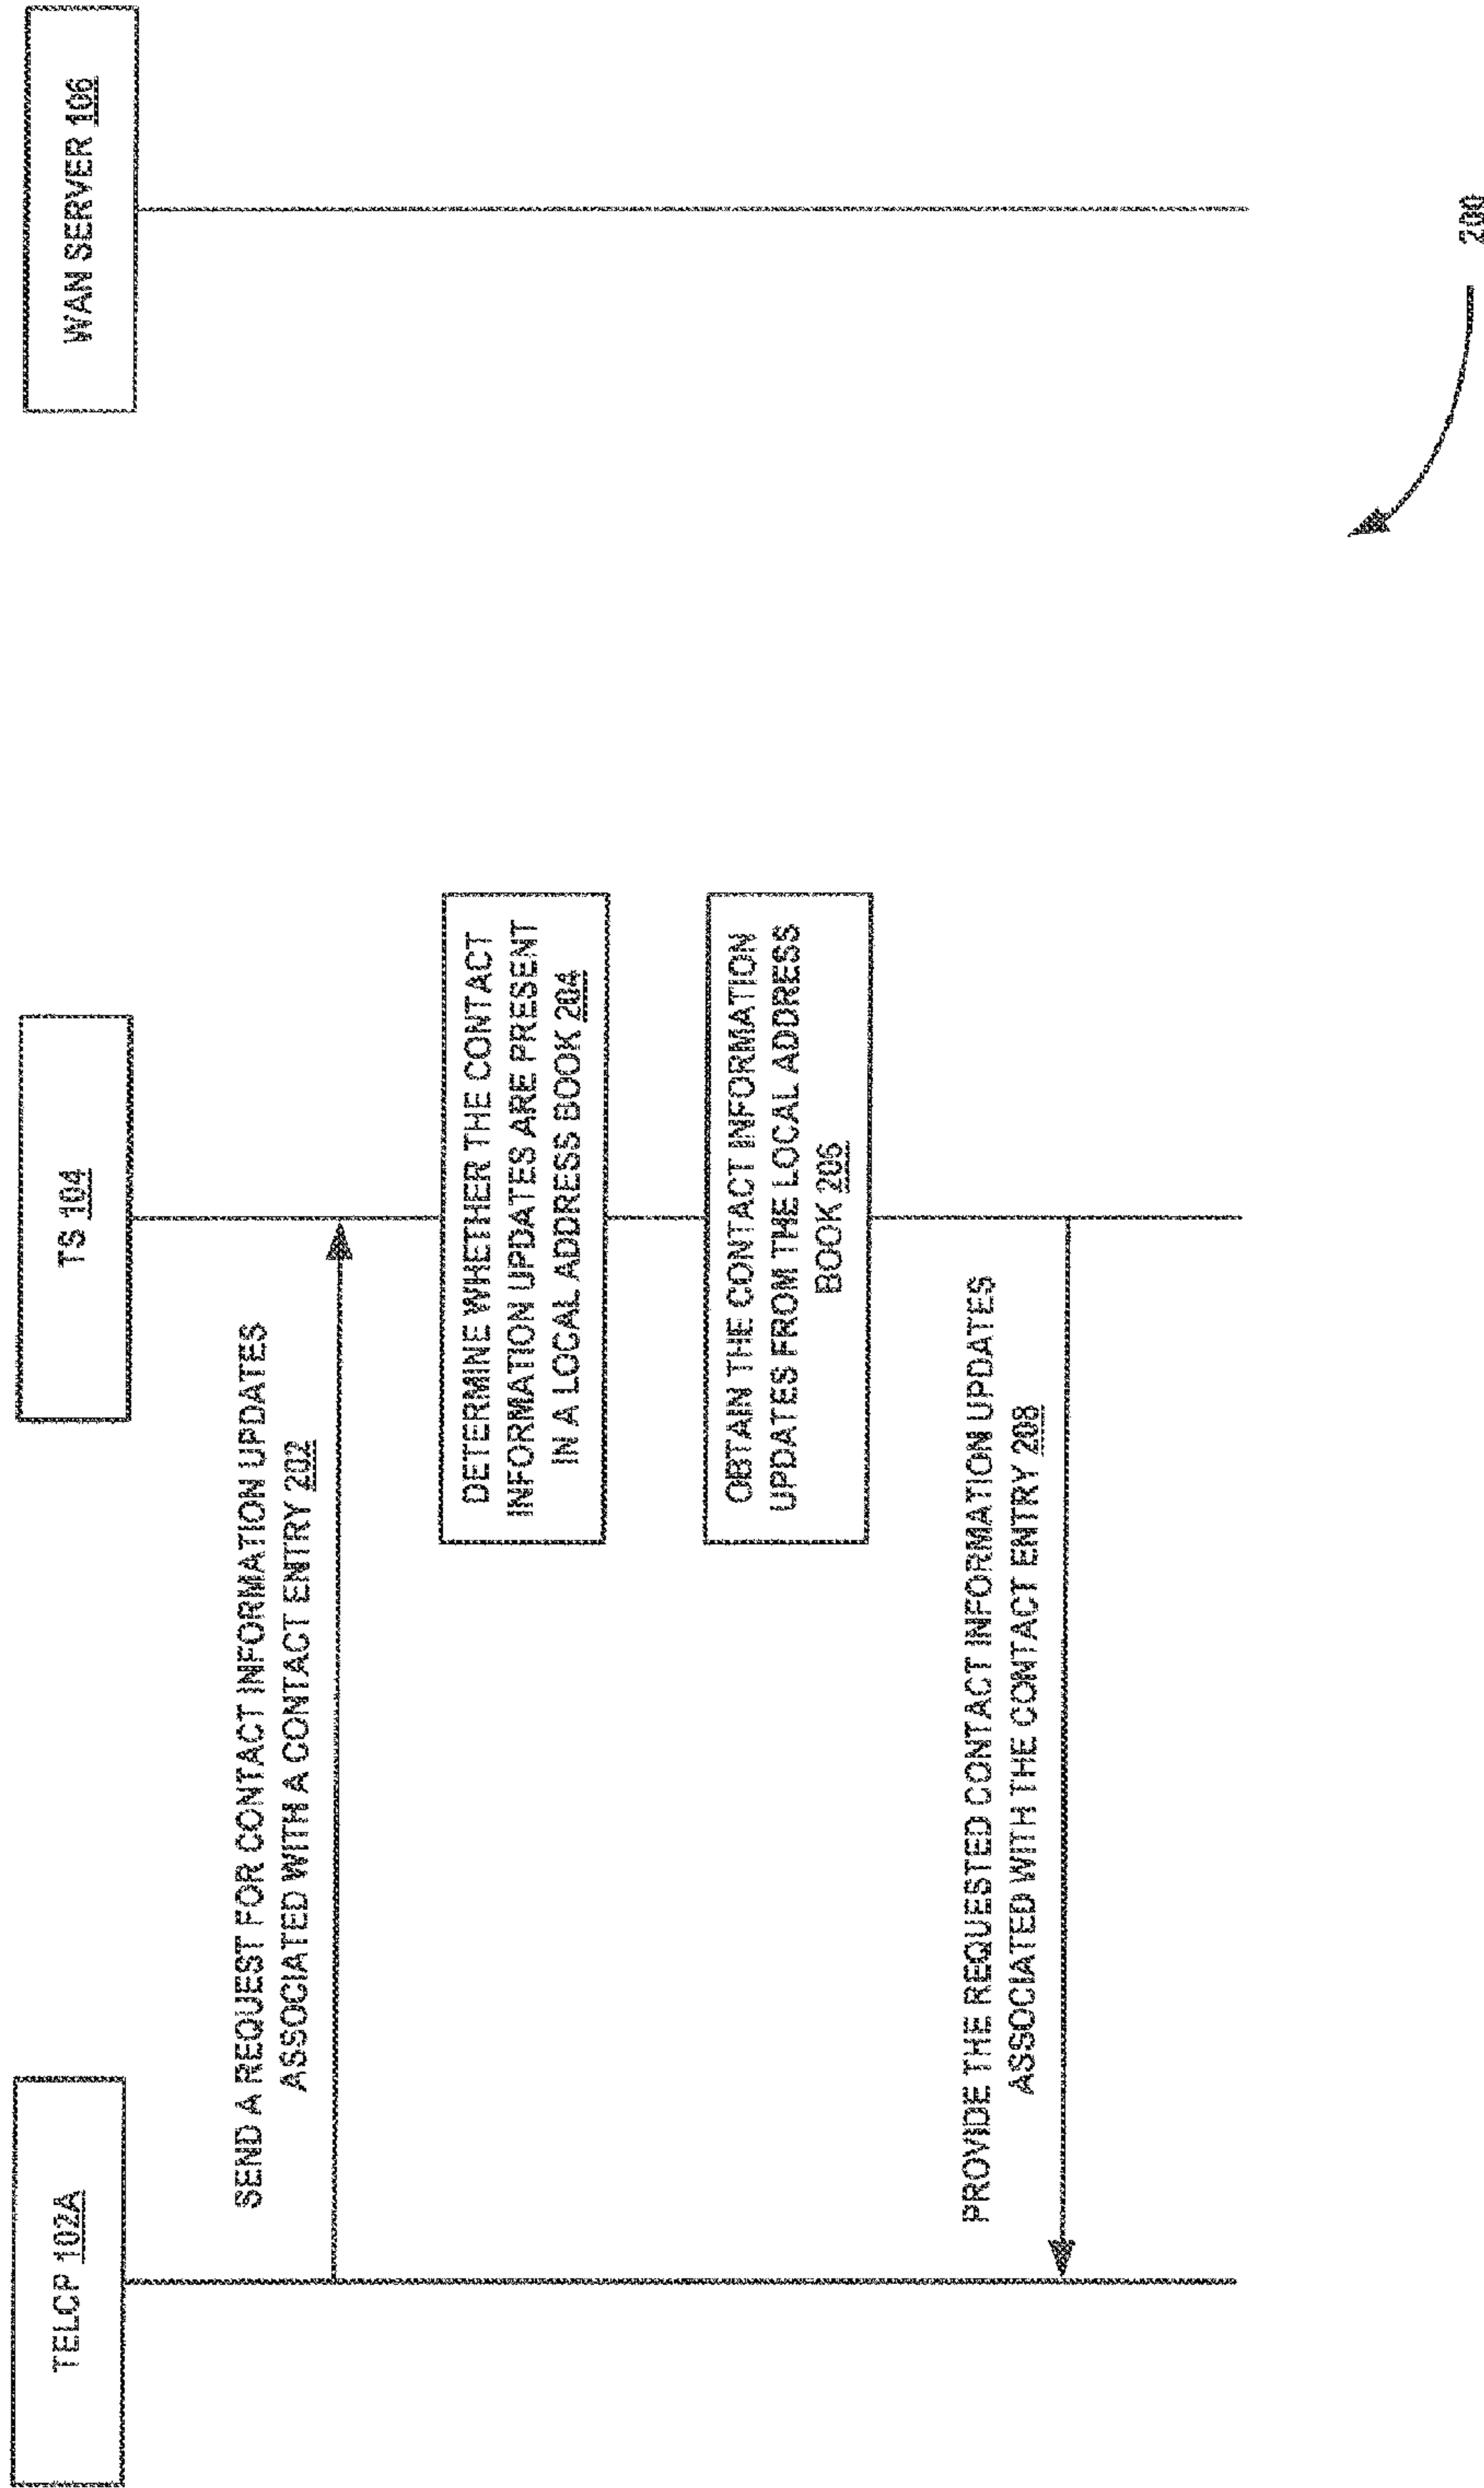 TELCP 102A
TS 104
WAN SERVER 106
SEND A REQUEST FOR CONTACT INFORMATION UPDATES
ASSOCIATED WITH A CONTACT ENTRY 202
DETERMINE WHETHER THE CONTACT
INFORMATION UPDATES ARE PRESENT
IN A LOCAL ADDRESS BOOK 204
OBTAIN THE CONTACT INFORMATION
UPDATES FROM THE LOCAL ADDRESS
BOOK 206
PROVIDE THE REQUESTED CONTACT INFORMATION UPDATES
ASSOCIATED WITH THE CONTACT ENTRY 208
200